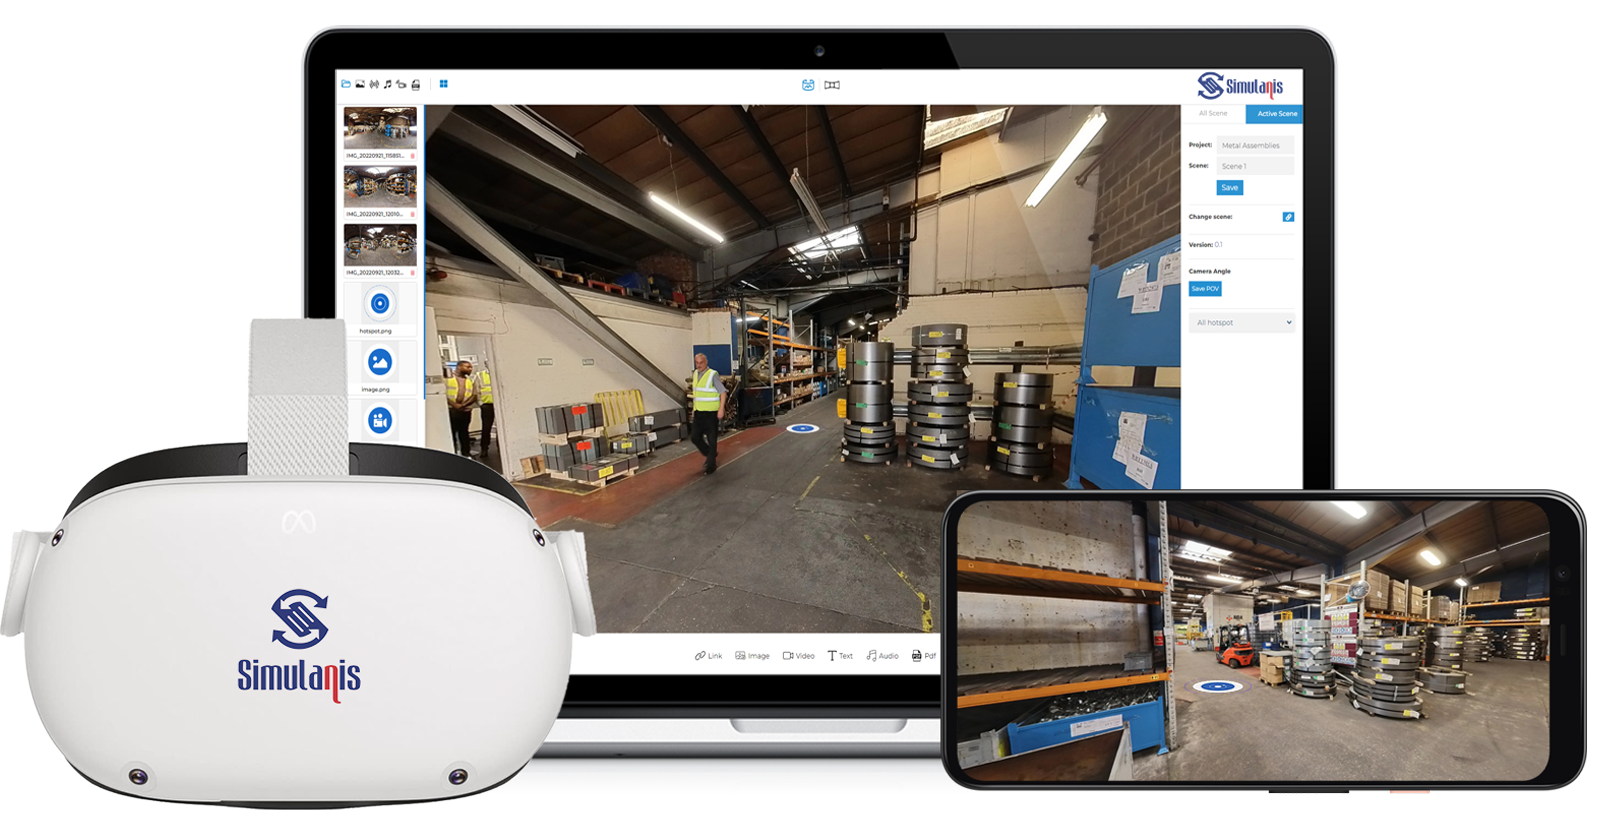 Simulanis
All Scene
Active Scene
IMG_20220921_115851...
Project:
Metal Assemblies
Scene:
Scene 1
Save
IMG_20220921_12010...
Change scene:
Version: 0.1
IMG_20220921_12032...
Camera Angle
Save POV
All hotspot
hotspot.png
image.png
Link
Image
Video
Text
Audio
Pdf
Simulanis